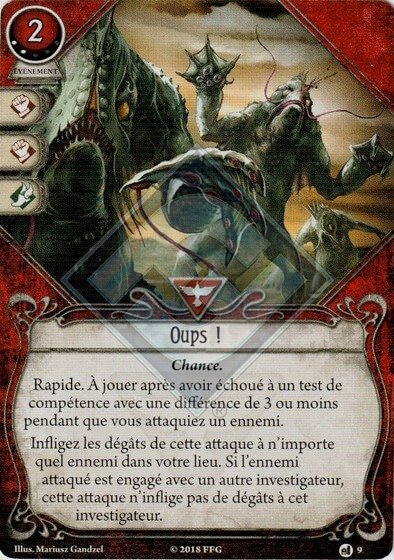 2
ÉVÉNEMENT
Oups !
Chance.
Rapide. À jouer après avoir échoué à un test de
compétence avec une différence de 3 ou moins
pendant que vous attaquiez un ennemi.
Infligez les dégâts de cette attaque à n'importe
quel ennemi dans votre lieu. Si l'ennemi
attaqué est engagé avec un autre investigateur,
cette attaque n'inflige pas de dégâts à cet
investigateur.
Illus. Mariusz Gandzel © 2018 FFG 9